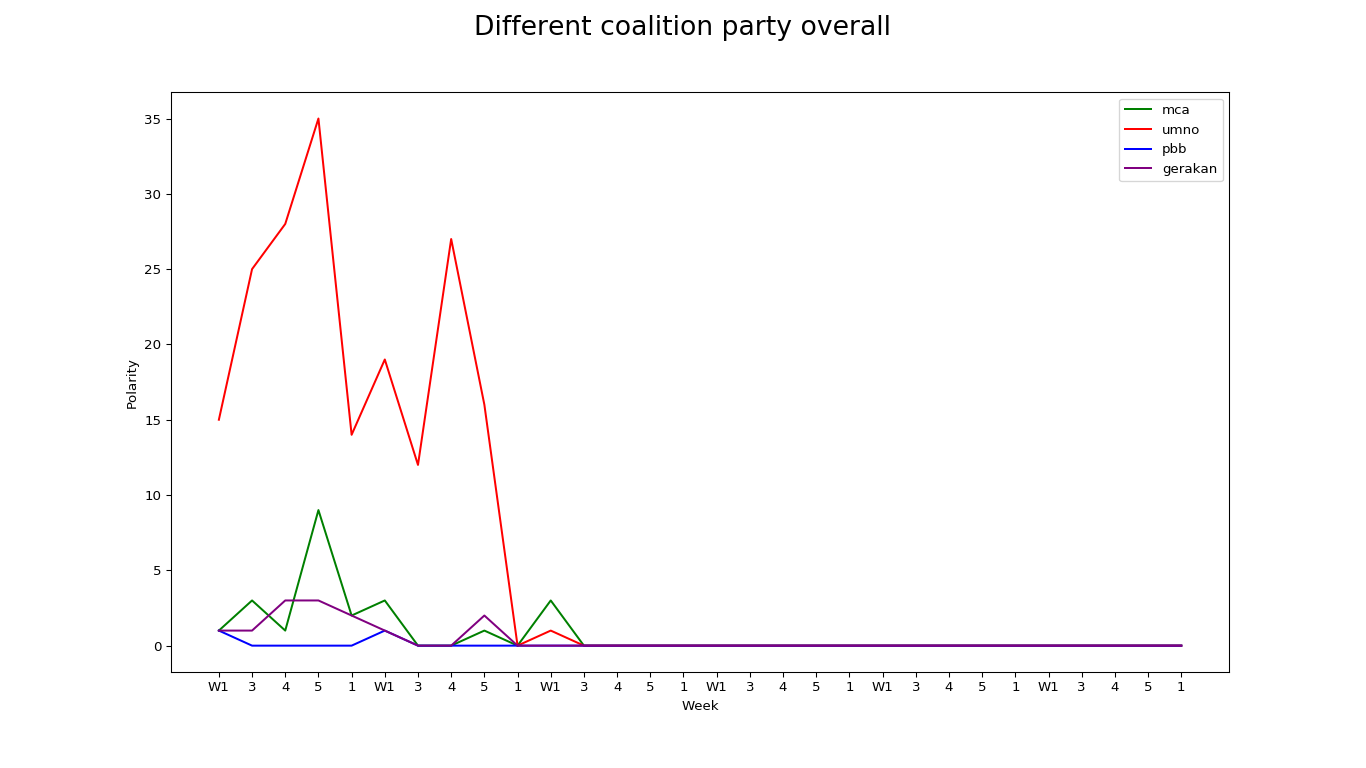 Different coalition party overall
mca
umno
pbb
gerakan
35
30
25
20
15
10
5
0
Polarity
W1 3 4 5 1 W1 3 4 5 1 W1 3 4 5 1 W1 3 4 5 1 W1 3 4 5 1 W1 3 4 5 1
Week